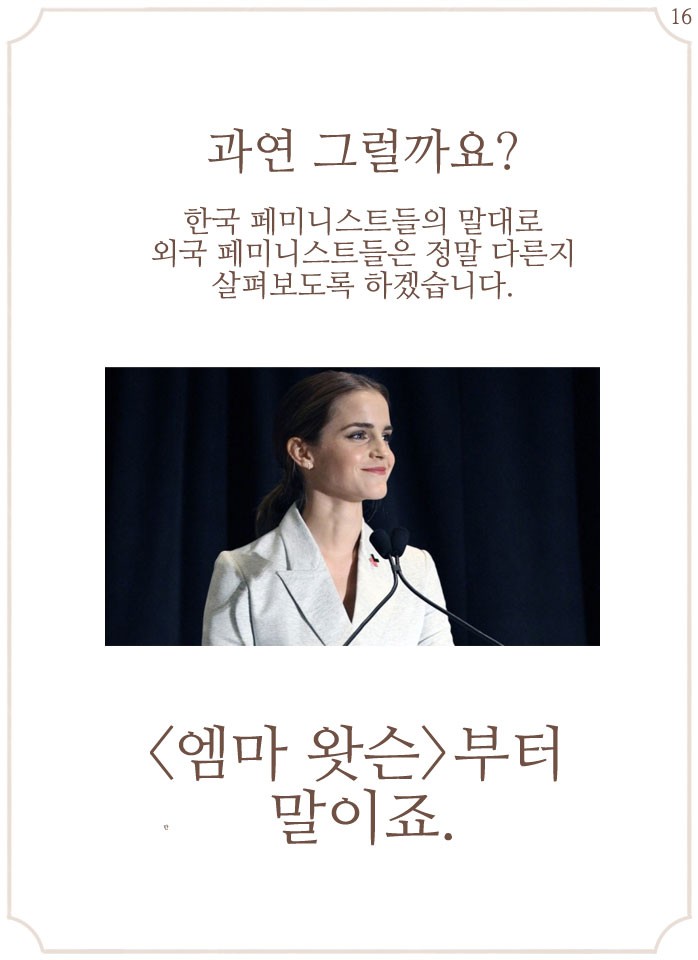 16
과연 그럴까요?
한국 페미니스트들의 말대로
외국 페미니스트들은 정말 다른지
살펴보도록 하겠습니다.
<엠마 왓슨>부터
말이죠.